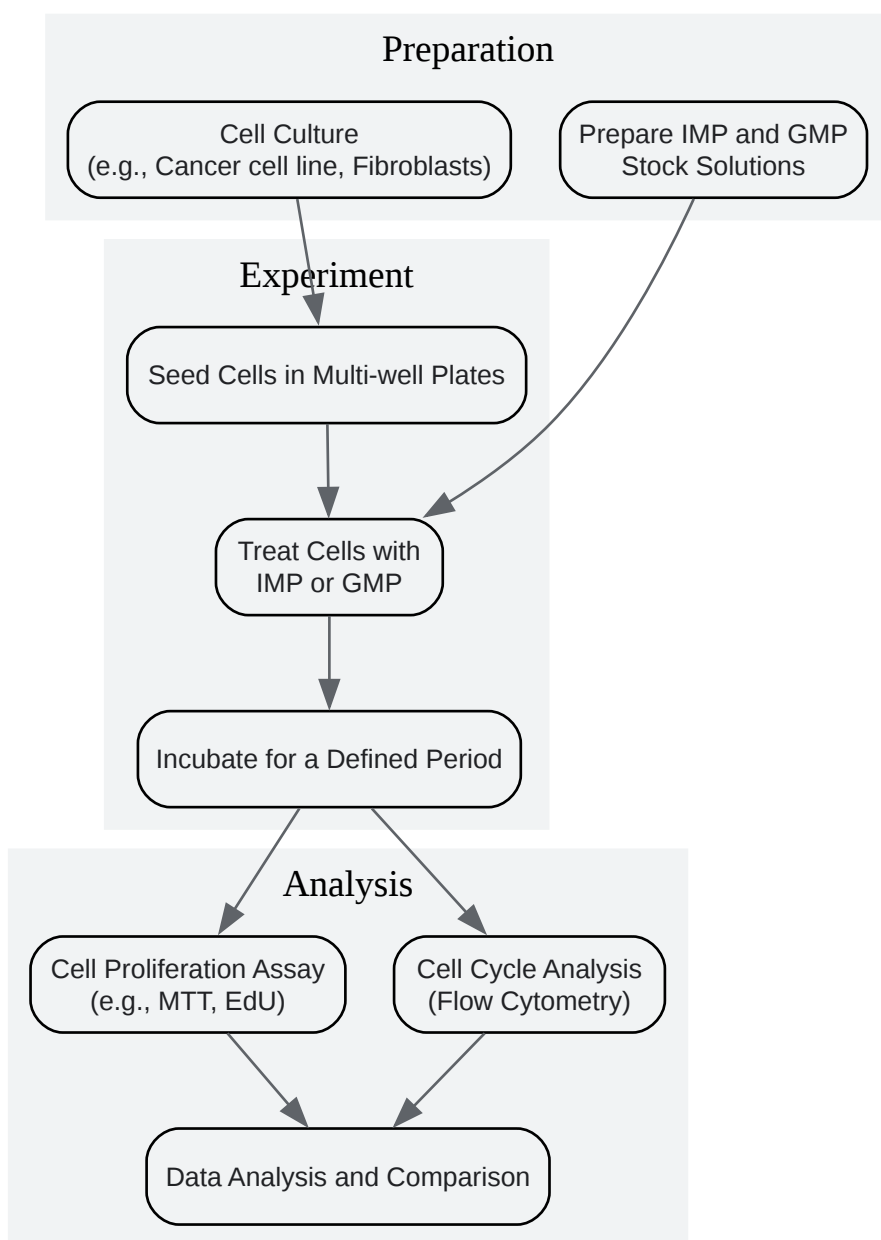 Preparation
Cell Culture
(e.g., Cancer cell line, Fibroblasts)
Prepare IMP and GMP
Stock Solutions
Experiment
Seed Cells in Multi-well Plates
Treat Cells with
IMP or GMP
Incubate for a Defined Period
Analysis
Cell Proliferation Assay
(e.g., MTT, EdU)
Cell Cycle Analysis
(Flow Cytometry)
Data Analysis and Comparison